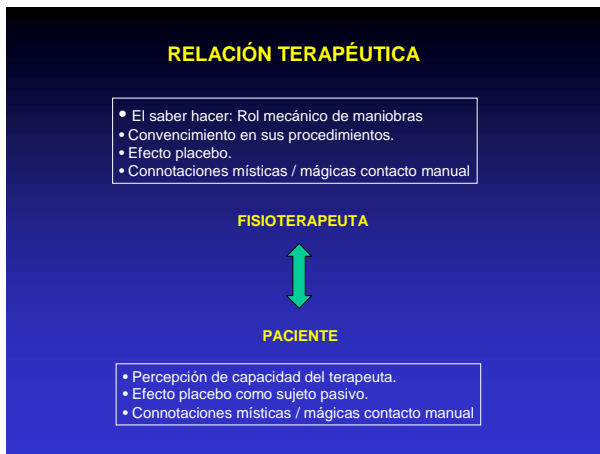 RELACIÓN TERAPÉUTICA
• El saber hacer: Rol mecánico de maniobras
• Convencimiento en sus procedimientos.
• Efecto placebo.
• Connotaciones místicas / mágicas contacto manual
FISIOTERAPEUTA
PACIENTE
• Percepción de capacidad del terapeuta.
• Efecto placebo como sujeto pasivo.
• Connotaciones místicas / mágicas contacto manual